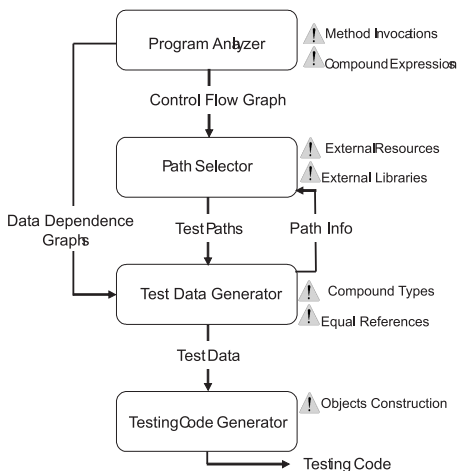 Program Analyzer
Method Invocations
Compound Expressions
Control Flow Graph
Path Selector
External Resources
External Libraries
Data Dependence
Graphs
Test Paths
Path Info
Test Data Generator
Compound Types
Equal References
Test Data
Testing Code Generator
Objects Construction
Testing Code